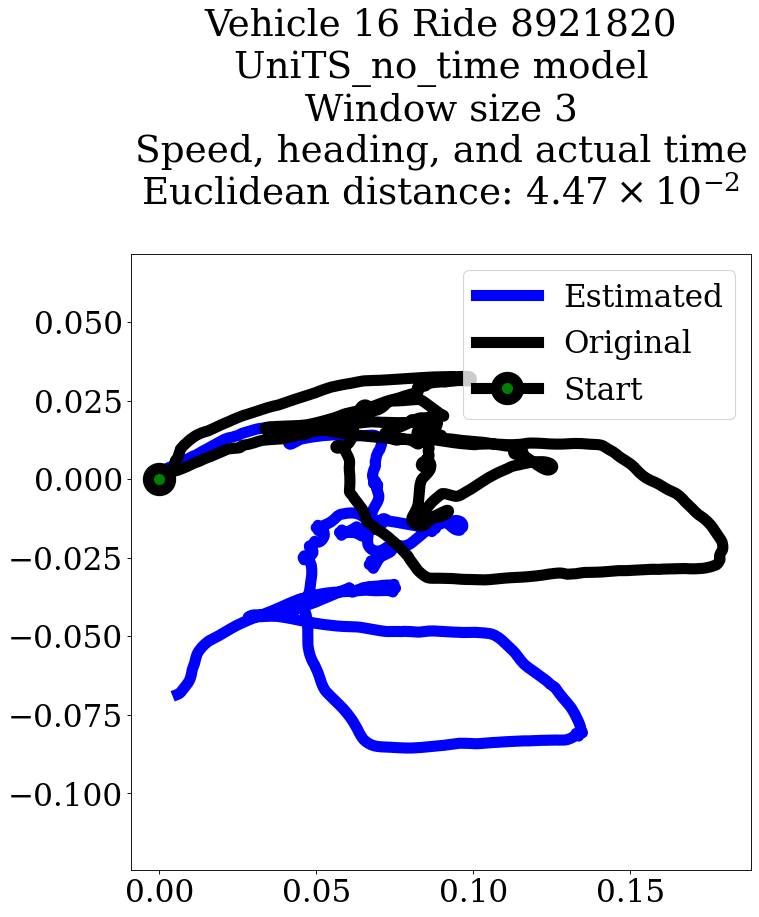 Vehicle 16 Ride 8921820
UniTS_no_time model
Window size 3
Speed, heading, and actual time
Euclidean distance: 4.47 × 10⁻²
Estimated
Original
Start
0.050
0.025
0.000
−0.025
−0.050
−0.075
−0.100
0.00 0.05 0.10 0.15